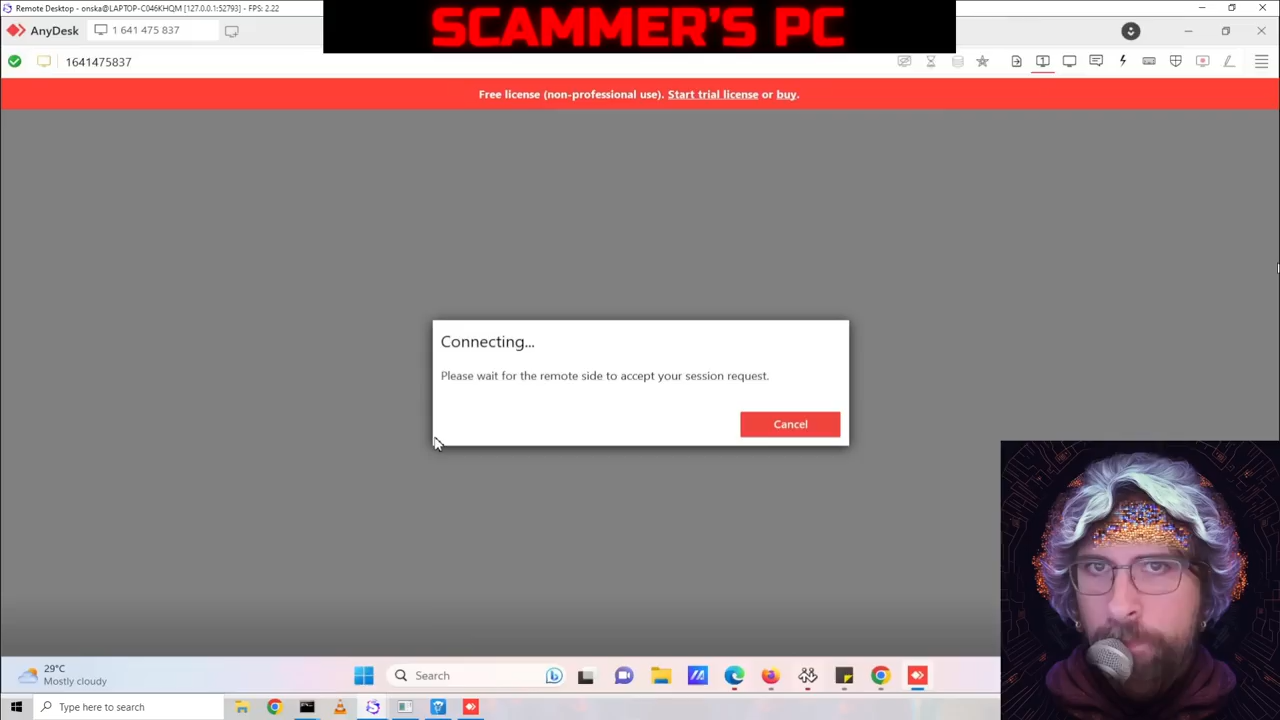 Remote Desktop - onska@LAPTOP-C046KHQM [127.0.0.1:52793] - FPS: 2.22
SCAMMER'S PC
AnyDesk
1 641 475 837
1641475837
1
Free license (non-professional use). Start trial license or buy.
Connecting...
Please wait for the remote side to accept your session request.
Cancel
29°C
Mostly cloudy
Search
Type here to search